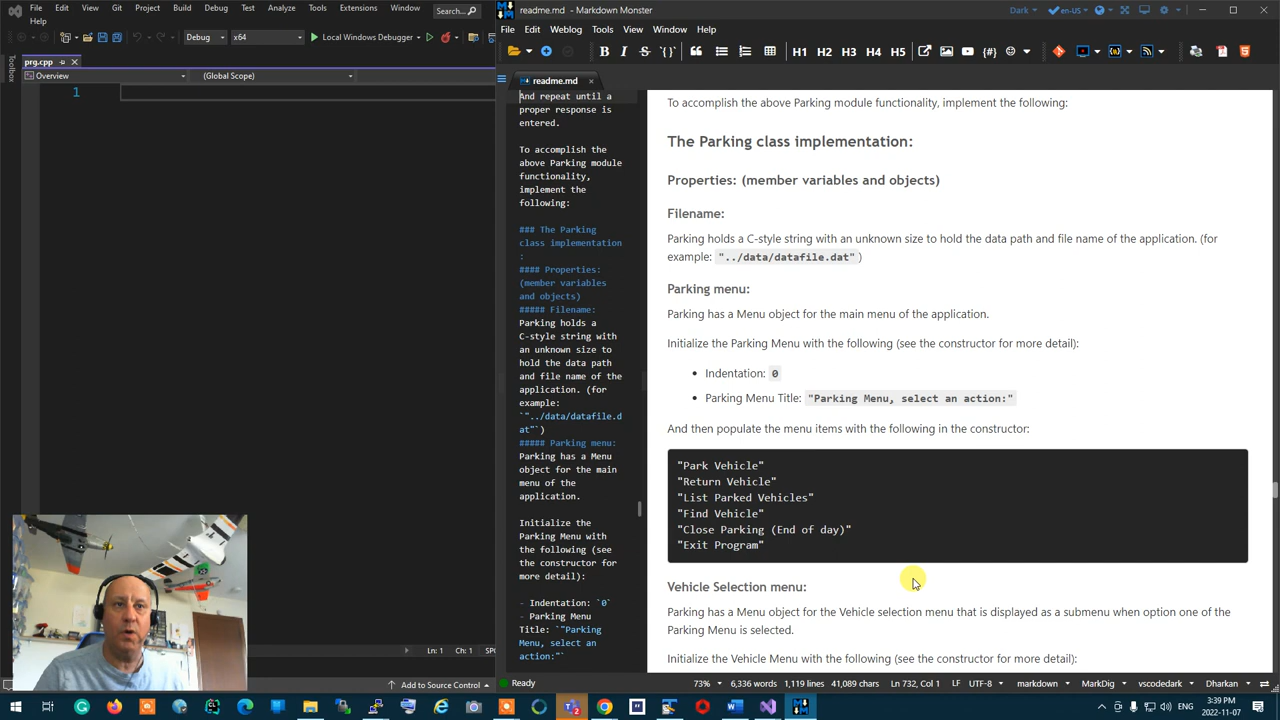 File Edit View Git Project Build Debug Test Analyze Tools Extensions Window Help Search...
Debug x64 Local Windows Debugger
Toolbox
prg.cpp
Overview (Global Scope)
1
Ln: 1 Ch: 1
Add to Source Control
readme.md - Markdown Monster
Dark en-US
File Edit Weblog Tools View Window Help
B I S H1 H2 H3 H4 H5 {#}
readme.md
And repeat until a
proper response is
entered.
To accomplish the
above Parking module
functionality,
implement the
following:
### The Parking
class implementation
:
#### Properties:
(member variables
and objects)
##### Filename:
Parking holds a
C-style string with
an unknown size to
hold the data path
and file name of the
application. (for
example:
`"../data/datafile.d
at"`)
##### Parking menu:
Parking has a Menu
object for the main
menu of the
application.
Initialize the
Parking Menu with
the following (see
the constructor for
more detail):
- Indentation: `0`
- Parking Menu
Title: `"Parking
Menu, select an
action:"`
To accomplish the above Parking module functionality, implement the following:
The Parking class implementation:
Properties: (member variables and objects)
Filename:
Parking holds a C-style string with an unknown size to hold the data path and file name of the application. (for
example: "../data/datafile.dat")
Parking menu:
Parking has a Menu object for the main menu of the application.
Initialize the Parking Menu with the following (see the constructor for more detail):
• Indentation: 0
• Parking Menu Title: "Parking Menu, select an action:"
And then populate the menu items with the following in the constructor:
"Park Vehicle"
"Return Vehicle"
"List Parked Vehicles"
"Find Vehicle"
"Close Parking (End of day)"
"Exit Program"
Vehicle Selection menu:
Parking has a Menu object for the Vehicle selection menu that is displayed as a submenu when option one of the
Parking Menu is selected.
Initialize the Vehicle Menu with the following (see the constructor for more detail):
Ready 73% 6,336 words 1,119 lines 41,089 chars Ln 732, Col 1 LF UTF-8 markdown MarkDig vscodedark Dharkan
ENG 3:39 PM
2022-11-07